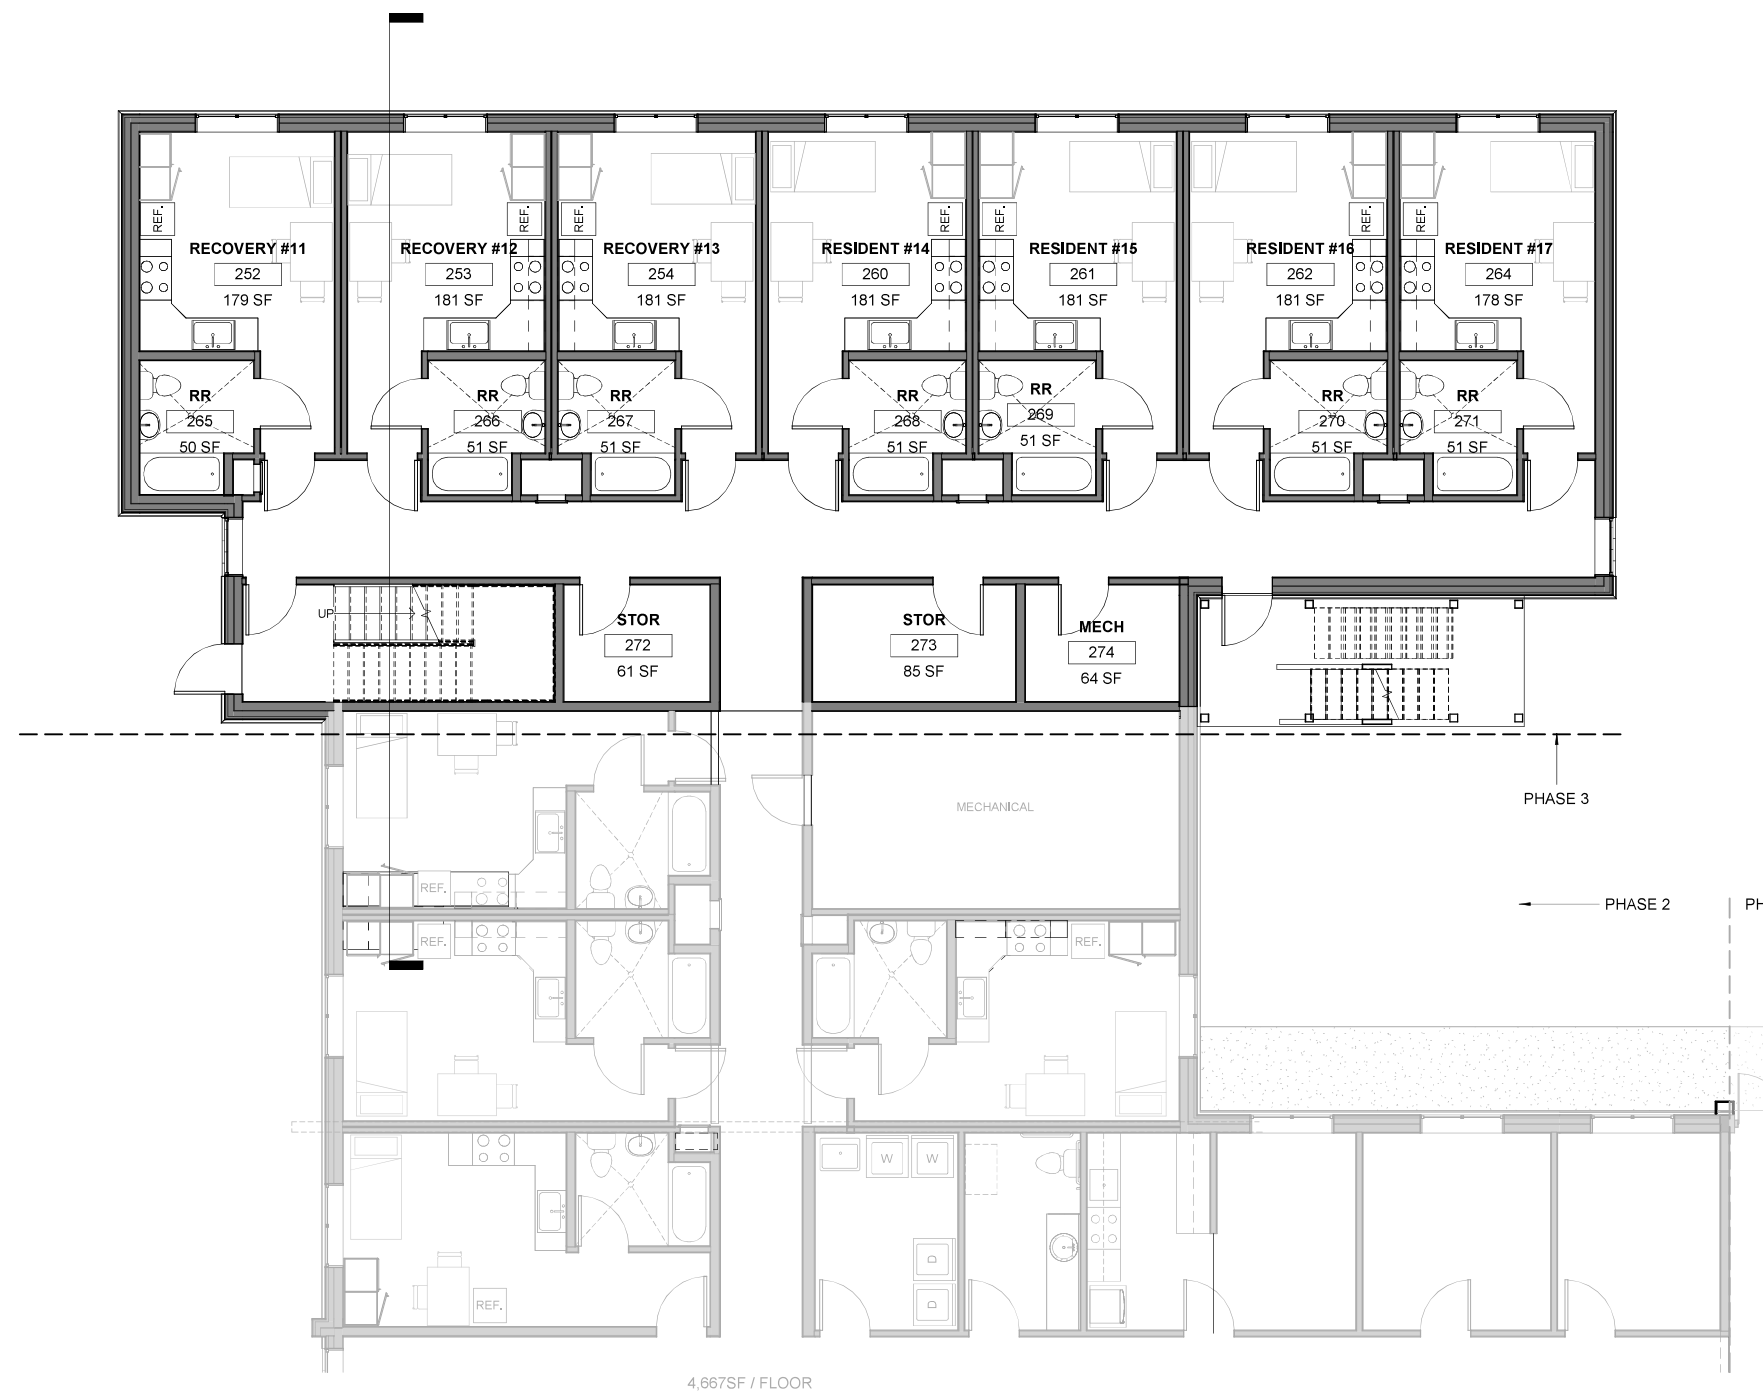 REF.
REF.
REF.
REF.
REF.
REF.
REF.
RECOVERY #11
252
179 SF
RECOVERY #12
253
181 SF
RECOVERY #13
254
181 SF
RESIDENT #14
260
181 SF
RESIDENT #15
261
181 SF
RESIDENT #16
262
181 SF
RESIDENT #17
264
178 SF
RR
265
50 SF
RR
266
51 SF
RR
267
51 SF
RR
268
51 SF
RR
269
51 SF
RR
270
51 SF
RR
271
51 SF
UP
STOR
272
61 SF
STOR
273
85 SF
MECH
274
64 SF
PHASE 3
MECHANICAL
REF.
PHASE 2
PH
REF.
REF.
W
W
D
D
REF.
4,667SF / FLOOR